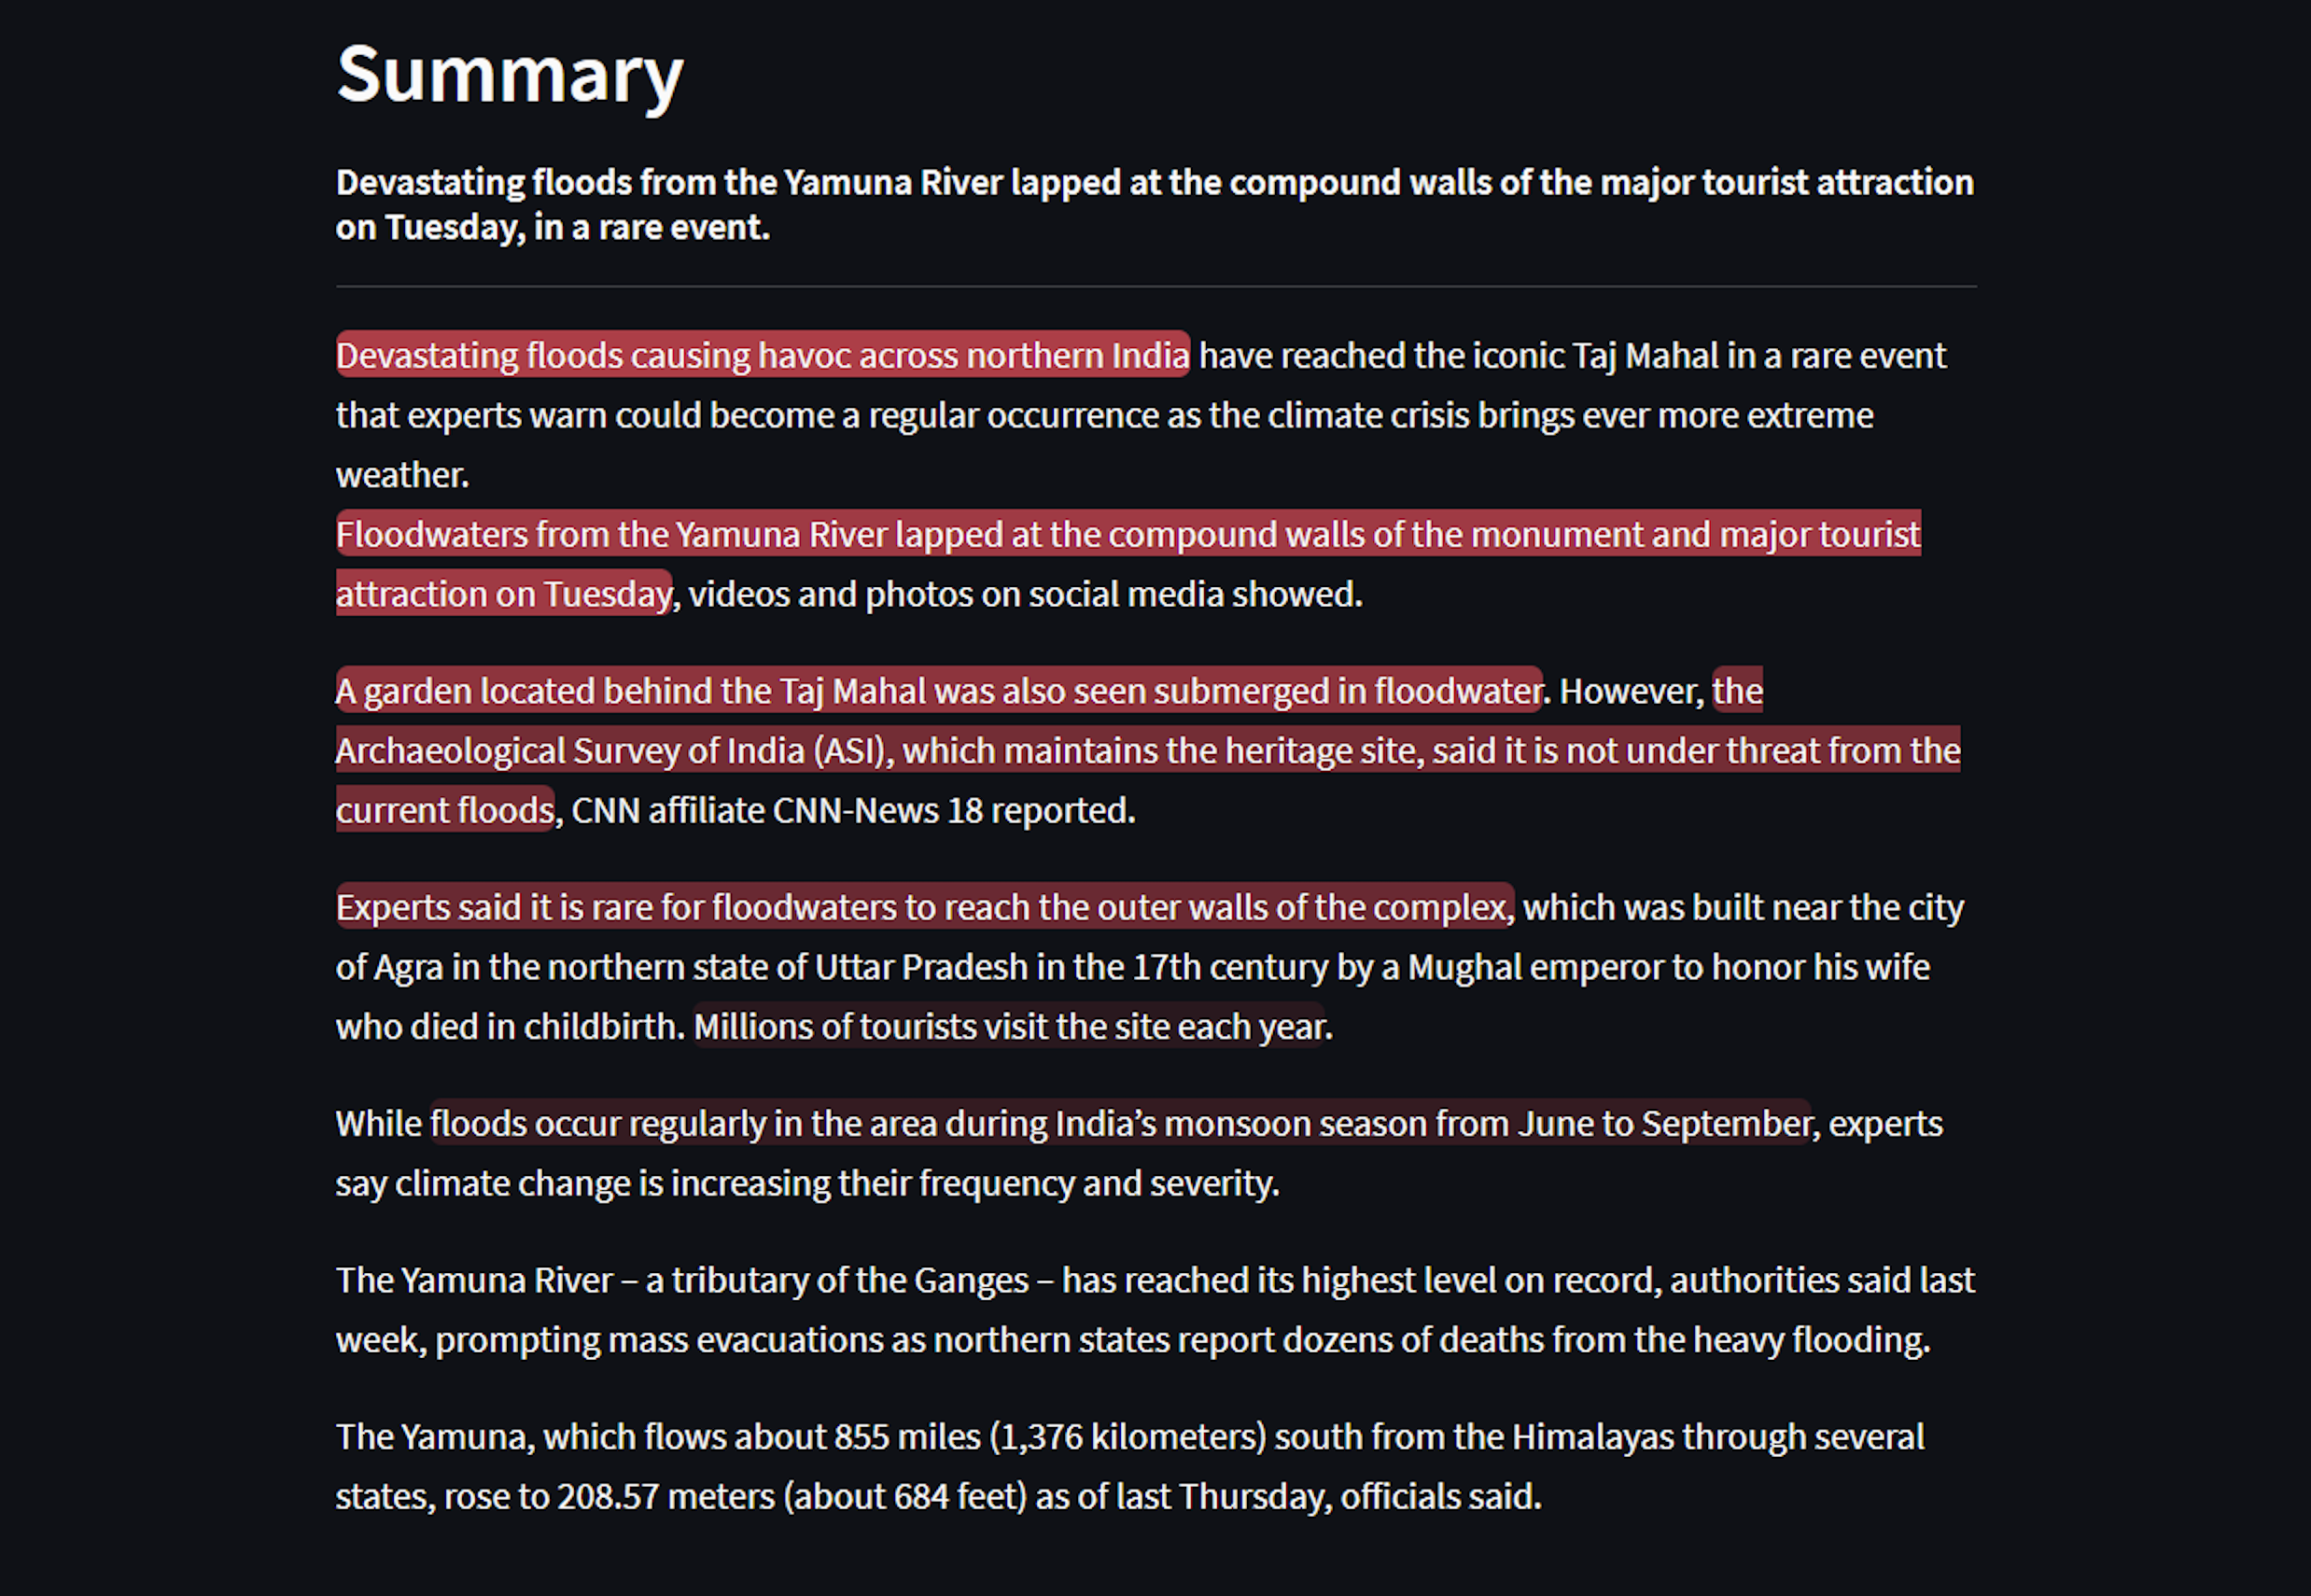 Summary
Devastating floods from the Yamuna River lapped at the compound walls of the major tourist attraction
on Tuesday, in a rare event.
Devastating floods causing havoc across northern India have reached the iconic Taj Mahal in a rare event
that experts warn could become a regular occurrence as the climate crisis brings ever more extreme
weather.
Floodwaters from the Yamuna River lapped at the compound walls of the monument and major tourist
attraction on Tuesday, videos and photos on social media showed.
A garden located behind the Taj Mahal was also seen submerged in floodwater. However, the
Archaeological Survey of India (ASI), which maintains the heritage site, said it is not under threat from the
current floods, CNN affiliate CNN-News 18 reported.
Experts said it is rare for floodwaters to reach the outer walls of the complex, which was built near the city
of Agra in the northern state of Uttar Pradesh in the 17th century by a Mughal emperor to honor his wife
who died in childbirth. Millions of tourists visit the site each year.
While floods occur regularly in the area during India’s monsoon season from June to September, experts
say climate change is increasing their frequency and severity.
The Yamuna River – a tributary of the Ganges – has reached its highest level on record, authorities said last
week, prompting mass evacuations as northern states report dozens of deaths from the heavy flooding.
The Yamuna, which flows about 855 miles (1,376 kilometers) south from the Himalayas through several
states, rose to 208.57 meters (about 684 feet) as of last Thursday, officials said.